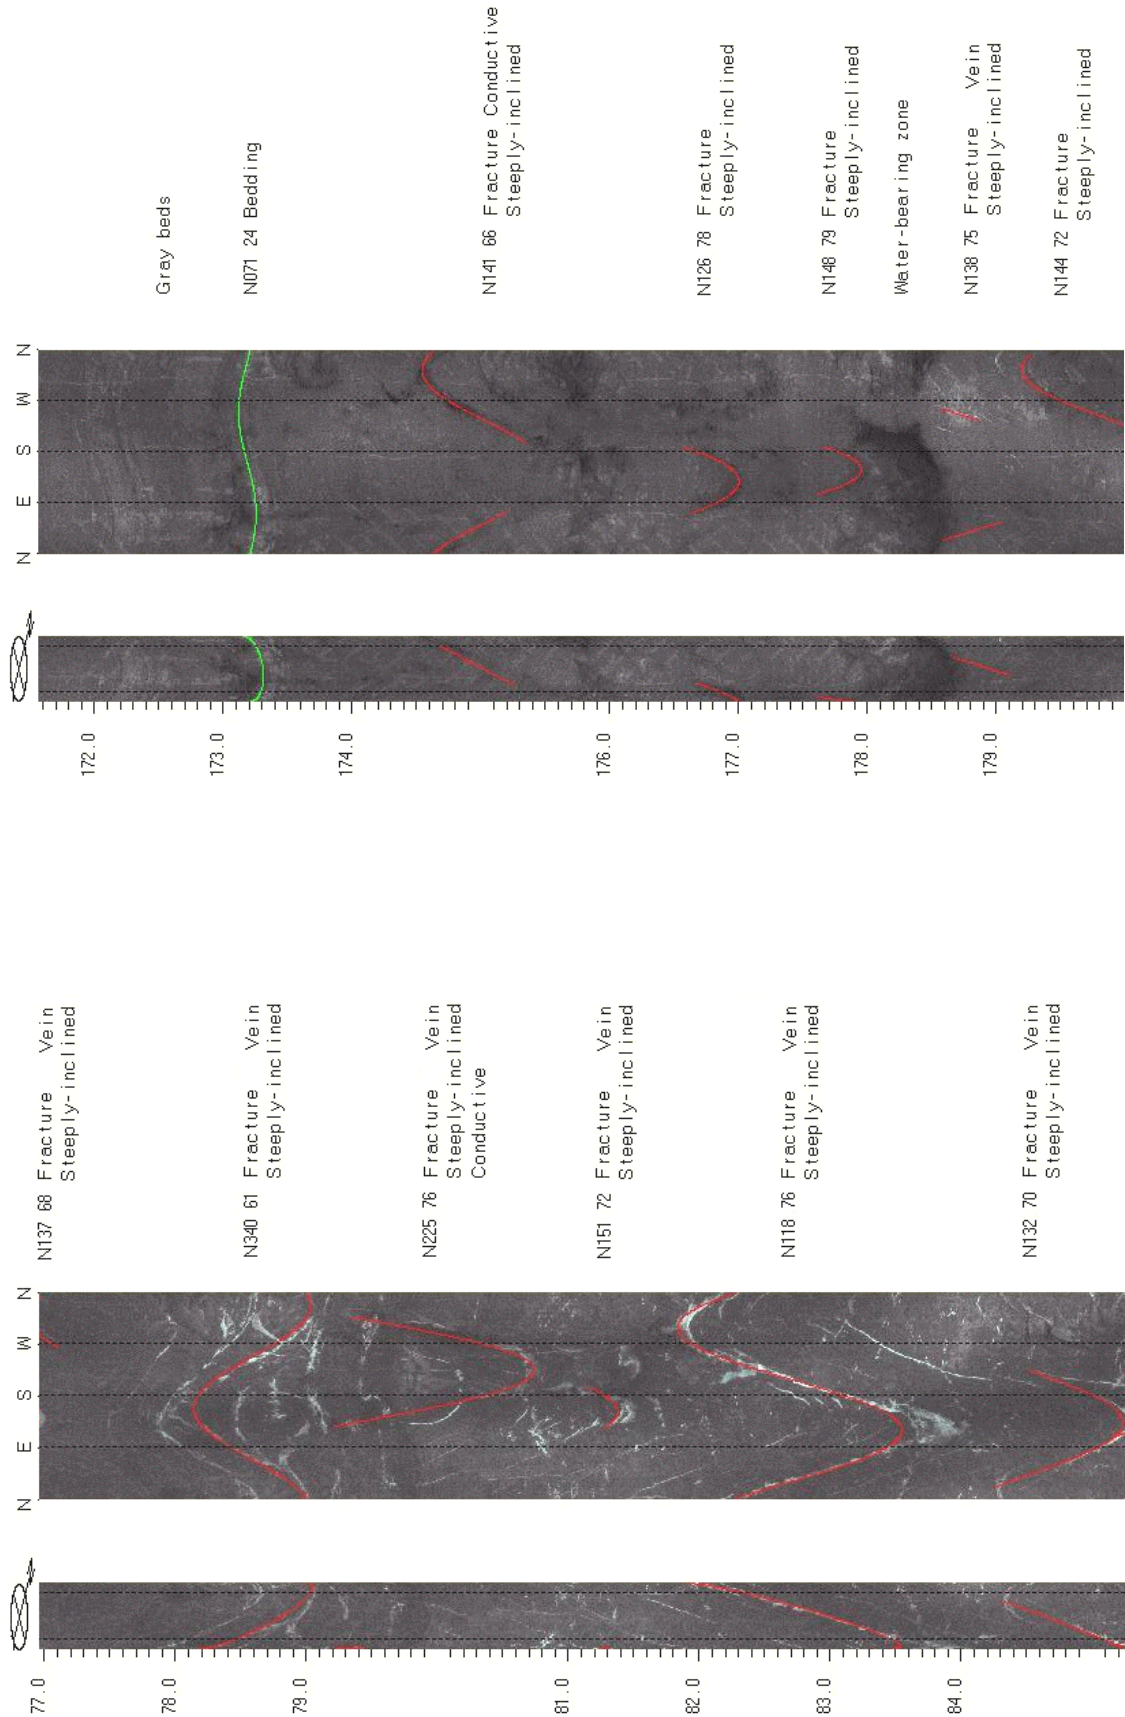 N
E
S
W
N
Gray beds
N071 24 Bedding
N141 66 Fracture Conductive
Steeply-inclined
N126 78 Fracture
Steeply-inclined
N148 79 Fracture
Steeply-inclined
Water-bearing zone
N138 75 Fracture Vein
Steeply-inclined
N144 72 Fracture
Steeply-inclined
172.0
173.0
174.0
176.0
177.0
178.0
179.0
N
E
S
W
N
N137 68 Fracture Vein
Steeply-inclined
N340 61 Fracture Vein
Steeply-inclined
N225 76 Fracture Vein
Steeply-inclined
Conductive
N151 72 Fracture Vein
Steeply-inclined
N118 76 Fracture Vein
Steeply-inclined
N132 70 Fracture Vein
Steeply-inclined
77.0
78.0
79.0
81.0
82.0
83.0
84.0